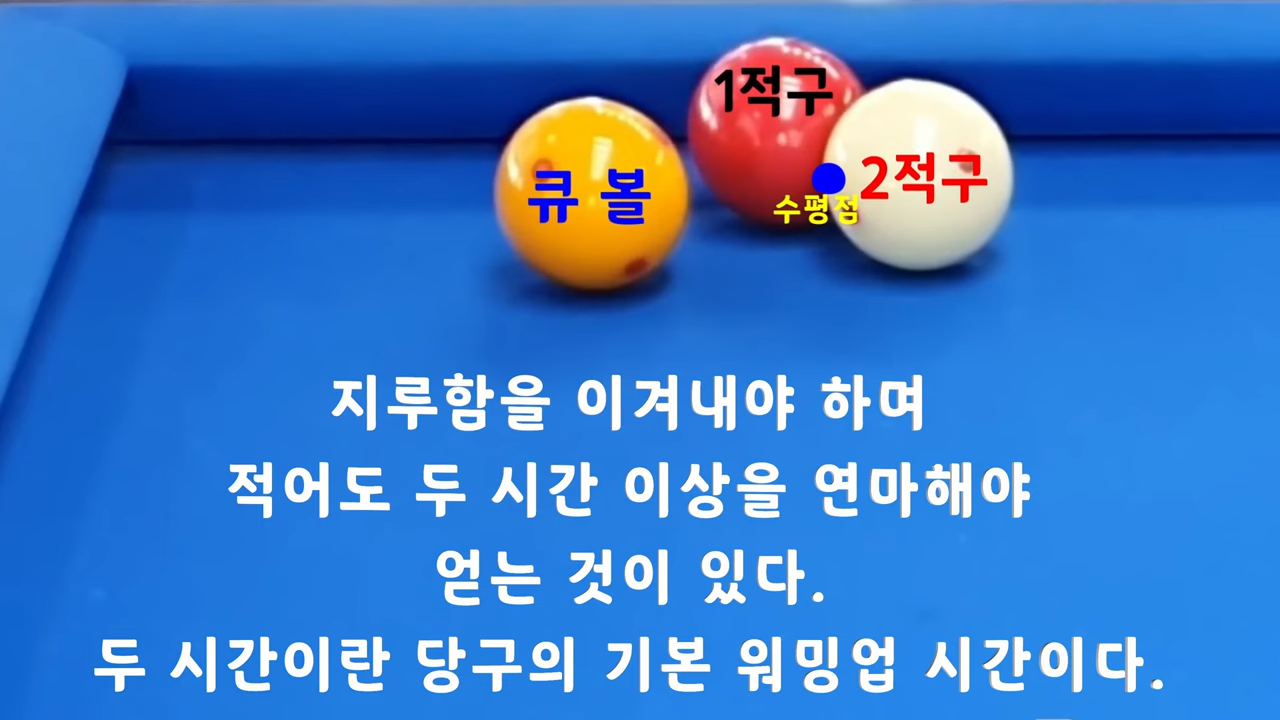 1적구
큐 볼
2적구
수평점
지루함을 이겨내야 하며
적어도 두 시간 이상을 연마해야
얻는 것이 있다.
두 시간이란 당구의 기본 워밍업 시간이다.